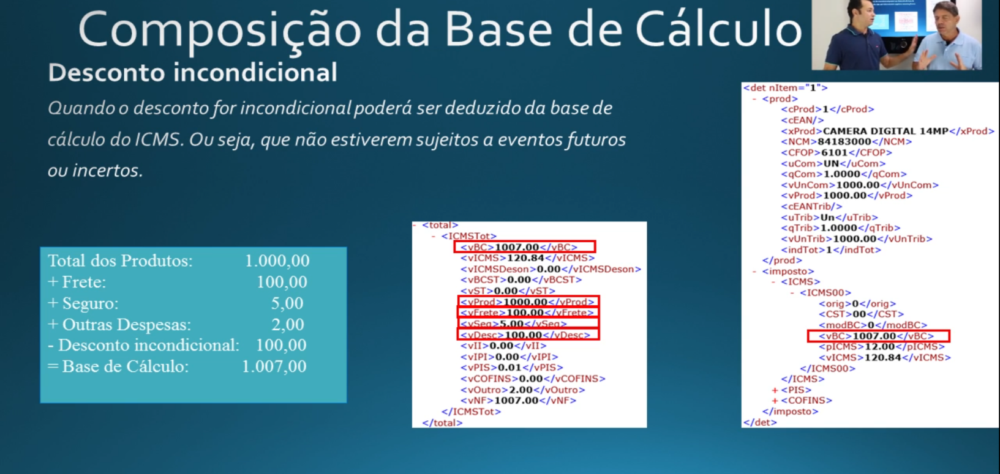 Composição da Base de Cálculo
Desconto incondicional
Quando o desconto for incondicional poderá ser deduzido da base de
cálculo do ICMS. Ou seja, que não estiverem sujeitos a eventos futuros
ou incertos.
Total dos Produtos: 1.000,00
+ Frete: 100,00
+ Seguro: 5,00
+ Outras Despesas: 2,00
- Desconto incondicional: 100,00
= Base de Cálculo: 1.007,00
- <total>
- <ICMSTot>
<vBC>1007.00</vBC>
<vICMS>120.84</vICMS>
<vICMSDeson>0.00</vICMSDeson>
<vBCST>0.00</vBCST>
<vST>0.00</vST>
<vProd>1000.00</vProd>
<vFrete>100.00</vFrete>
<vSeg>5.00</vSeg>
<vDesc>100.00</vDesc>
<vII>0.00</vII>
<vIPI>0.00</vIPI>
<vPIS>0.01</vPIS>
<vCOFINS>0.00</vCOFINS>
<vOutro>2.00</vOutro>
<vNF>1007.00</vNF>
</ICMSTot>
</total>
<det nItem="1">
- <prod>
<cProd>1</cProd>
<cEAN/>
<xProd>CAMERA DIGITAL 14MP</xProd>
<NCM>84183000</NCM>
<CFOP>6101</CFOP>
<uCom>UN</uCom>
<qCom>1.0000</qCom>
<vUnCom>1000.00</vUnCom>
<vProd>1000.00</vProd>
<cEANTrib/>
<uTrib>Un</uTrib>
<qTrib>1.0000</qTrib>
<vUnTrib>1000.00</vUnTrib>
<indTot>1</indTot>
</prod>
- <imposto>
- <ICMS>
- <ICMS00>
<orig>0</orig>
<CST>00</CST>
<modBC>0</modBC>
<vBC>1007.00</vBC>
<pICMS>12.00</pICMS>
<vICMS>120.84</vICMS>
</ICMS00>
</ICMS>
+ <PIS>
+ <COFINS>
</imposto>
</det>